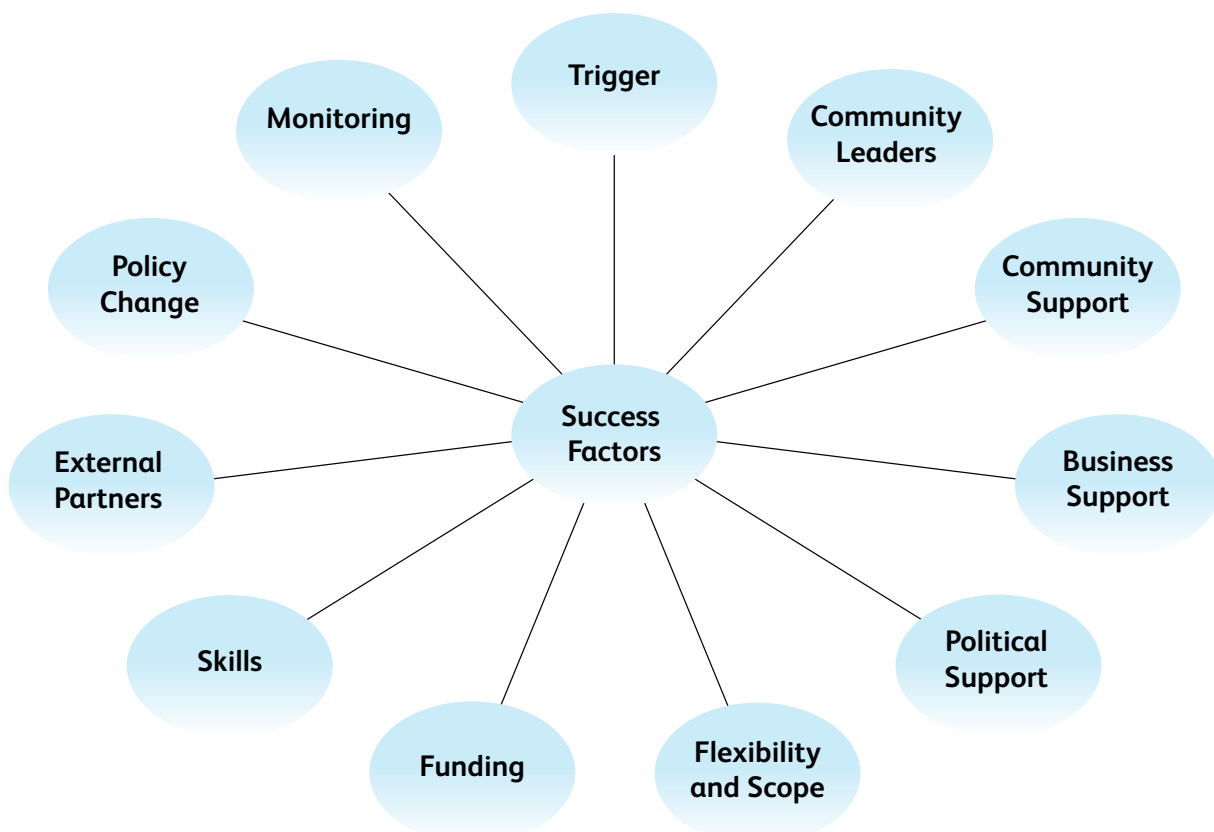 Trigger
Community
Leaders
Community
Support
Business
Support
Political
Support
Flexibility
and Scope
Funding
Skills
External
Partners
Policy
Change
Monitoring
Success
Factors